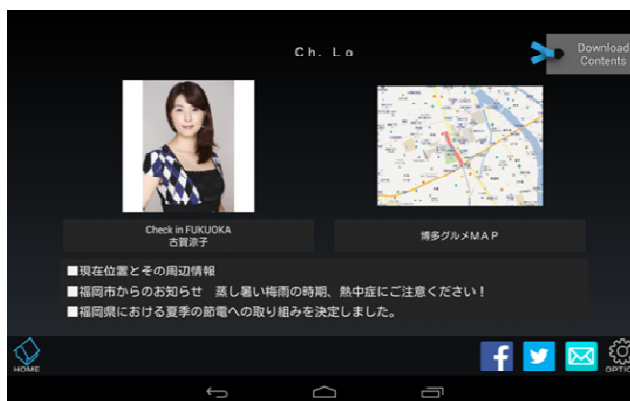 Ch. Lo
Download
Contents
Check in FUKUOKA
古賀涼子
博多グルメM.A.P
■現在位置とその周辺情報
■福岡市からのお知らせ 蒸し暑い梅雨の時期、熱中症にご注意ください！
■福岡県における夏季の節電への取り組みを決定しました。
HOME
OPTIO